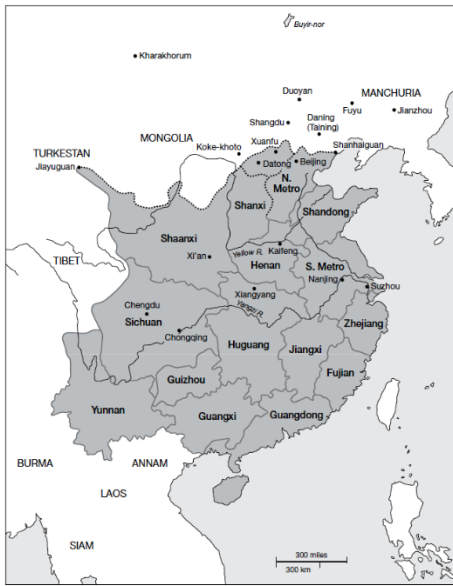 Buyir-nor
Kharakhorum
Duoyan
MANCHURIA
Daning
(Taining)
Fuyu
Jianzhou
Shangdu
MONGOLIA
Xuanfu
Koke-khoto
Shanhaiguan
TURKESTAN
Jiayuguan
Datong
Beijing
N.
Metro
Shanxi
Shandong
Shaanxi
Yellow R.
Kaifeng
Xi'an
Henan
S. Metro
TIBET
Nanjing
Suzhou
Xiangyang
Yangzi R.
Chengdu
Sichuan
Zhejiang
Chongqing
Huguang
Jiangxi
Guizhou
Fujian
Yunnan
Guangxi
Guangdong
BURMA
ANNAM
LAOS
SIAM
300 miles
300 km